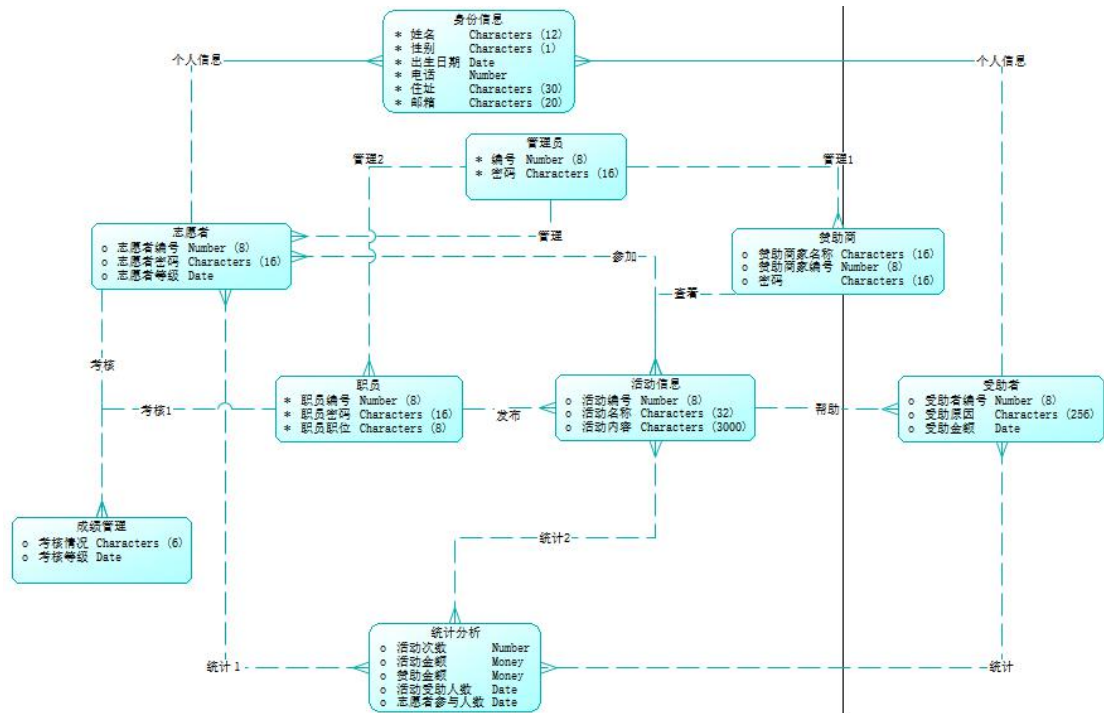 身份信息
* 姓名 Characters (12)
* 性别 Characters (1)
* 出生日期 Date
* 电话 Number
* 住址 Characters (30)
* 邮箱 Characters (20)
个人信息
个人信息
管理员
* 编号 Number (8)
* 密码 Characters (16)
管理2
管理1
志愿者
o 志愿者编号 Number (8)
o 志愿者密码 Characters (16)
o 志愿者等级 Date
管理
参加
赞助商
o 赞助商家名称 Characters (16)
o 赞助商家编号 Number (8)
o 密码 Characters (16)
查看
考核
职员
* 职员编号 Number (8)
* 职员密码 Characters (16)
* 职员职位 Characters (8)
考核1
发布
活动信息
o 活动编号 Number (8)
o 活动名称 Characters (32)
o 活动内容 Characters (3000)
帮助
受助者
o 受助者编号 Number (8)
o 受助原因 Characters (256)
o 受助金额 Date
成绩管理
o 考核情况 Characters (6)
o 考核等级 Date
统计2
统计分析
o 活动次数 Number
o 活动金额 Money
o 赞助金额 Money
o 活动受助人数 Date
o 志愿者参与人数 Date
统计1
统计